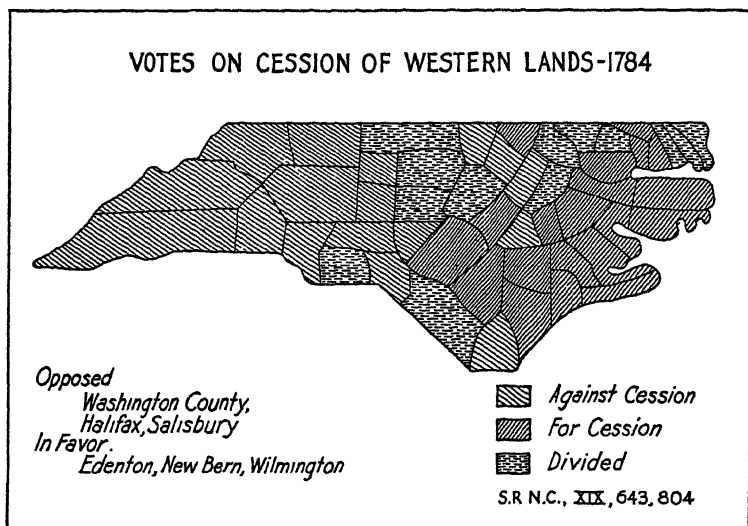 VOTES ON CESSION OF WESTERN LANDS-1784
Opposed
Washington County,
Halifax, Salisbury
In Favor.
Edenton, New Bern, Wilmington
Against Cession
For Cession
Divided
S.R N.C., XIX, 643, 804